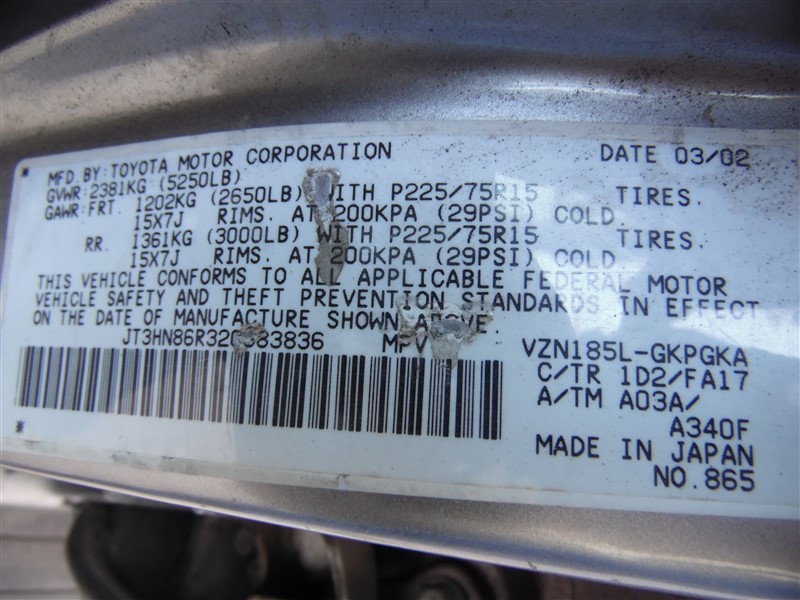 MFD. BY: TOYOTA MOTOR CORPORATION DATE 03/02
GVWR: 2381KG (5250LB)
GAWR: FRT. 1202KG (2650LB) WITH P225/75R15 TIRES.
15X7J RIMS. AT 200KPA (29PSI) COLD.
RR. 1361KG (3000LB) WITH P225/75R15 TIRES.
15X7J RIMS. AT 200KPA (29PSI) COLD.
THIS VEHICLE CONFORMS TO ALL APPLICABLE FEDERAL MOTOR
VEHICLE SAFETY AND THEFT PREVENTION STANDARDS IN EFFECT
ON THE DATE OF MANUFACTURE SHOWN ABOVE.
MPV VZN185L-GKPGKA
C/TR 1D2/FA17
A/TM A03A/
A340F
MADE IN JAPAN
NO.865